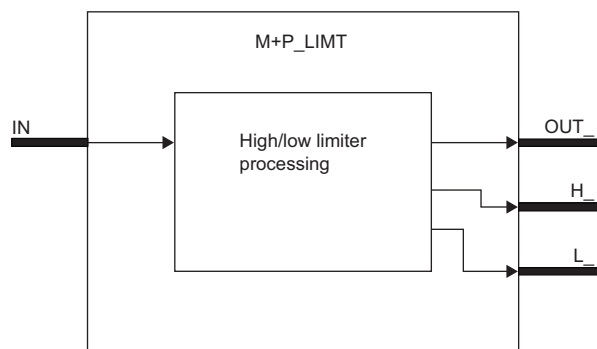 M+P_LIMT
IN
High/low limiter
processing
OUT_
H_
L_